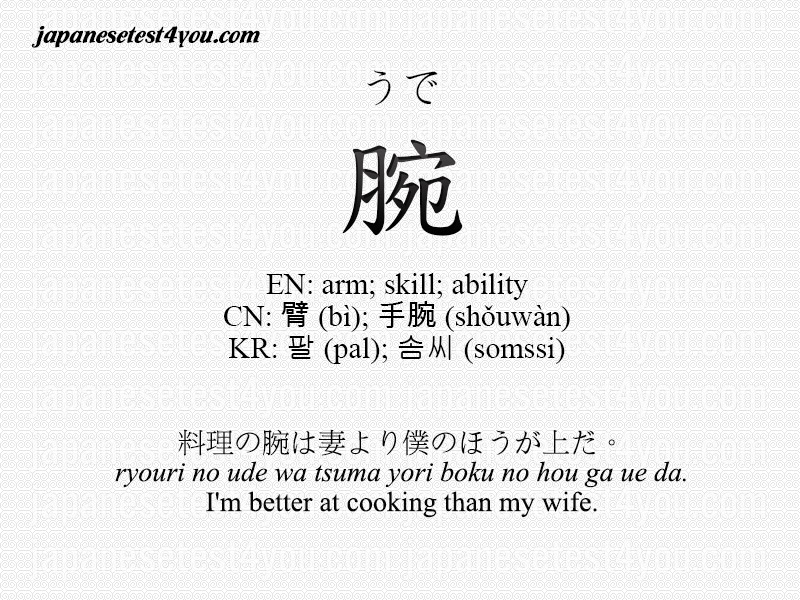 japanesetest4you.com
うで
腕
EN: arm; skill; ability
CN: 臂 (bì); 手腕 (shǒuwàn)
KR: 팔 (pal); 솜씨 (somssi)
料理の腕は妻より僕のほうが上だ。
ryouri no ude wa tsuma yori boku no hou ga ue da.
I'm better at cooking than my wife.